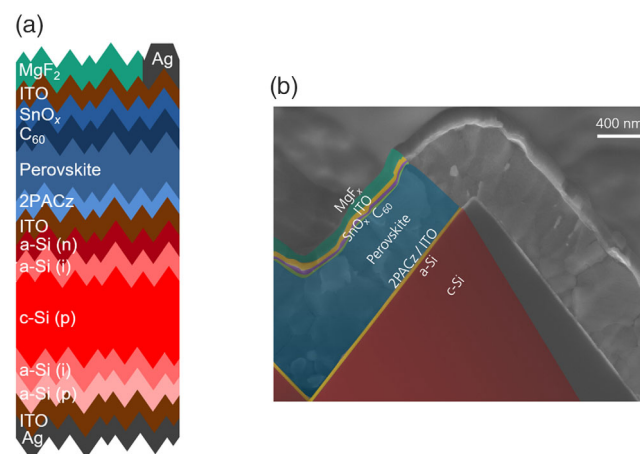 (a)
Ag
MgF₂
ITO
SnOₓ
C₆₀
Perovskite
2PACz
ITO
a-Si (n)
a-Si (i)
c-Si (p)
a-Si (i)
a-Si (p)
ITO
Ag
(b)
400 nm
MgFₓ
ITO
SnOₓ C₆₀
Perovskite
2PACz / ITO
a-Si
c-Si